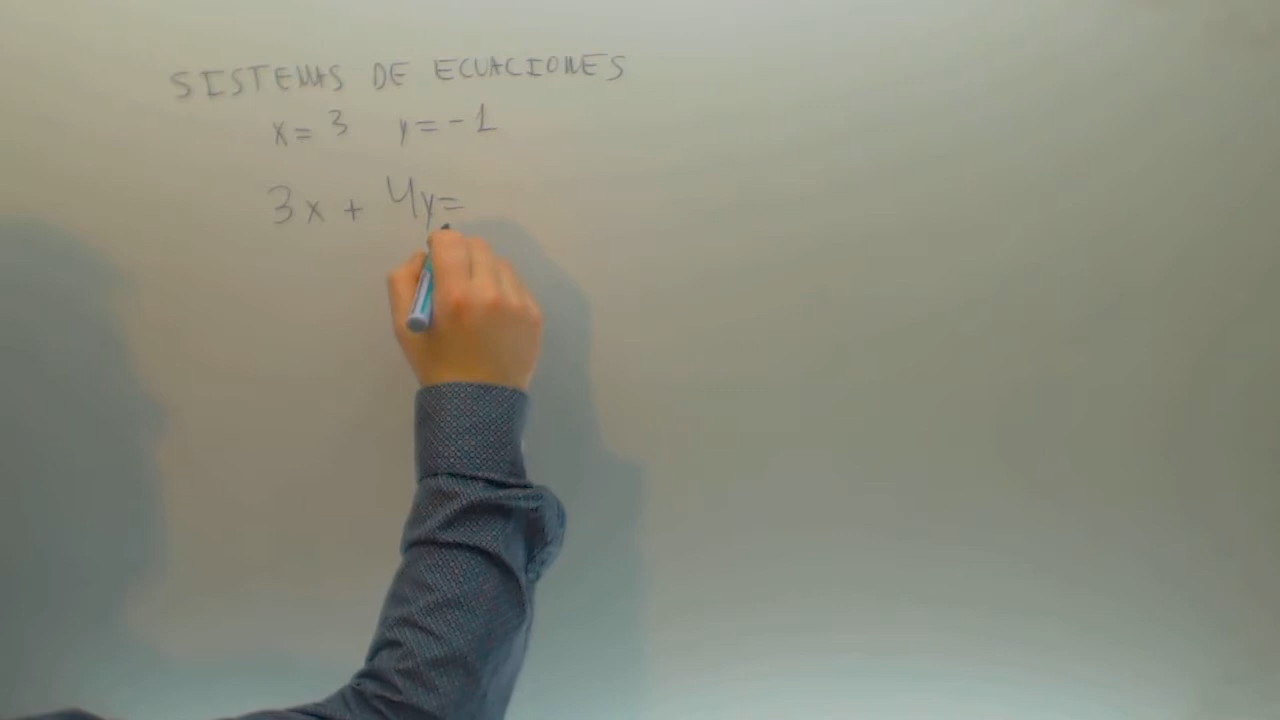 SISTEMAS DE ECUACIONES
x = 3 y = -1
3x + 4y =